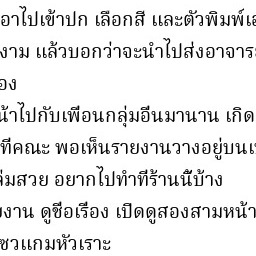 อาไปเข้าปก เลือกสี และตัวพิมพ์เ
งาม แล้วบอกว่าจะนำไปส่งอาจาร
อง
น้าไปกับเพื่อนกลุ่มอื่นมานาน เกิด
ที่คณะ พอเห็นรายงานวางอยู่บน
ล่มสวย อยากไปทำที่ร้านนี้บ้าง
งาน ดูชื่อเรื่อง เปิดดูสองสามหน้า
ซวแกมหัวเราะ